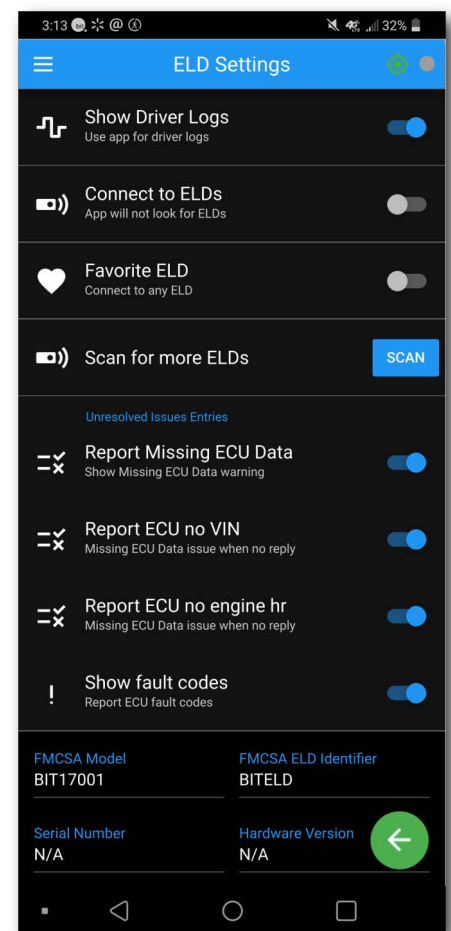 3:13 bit @ 4G 32%
ELD Settings
Show Driver Logs
Use app for driver logs
Connect to ELDs
App will not look for ELDs
Favorite ELD
Connect to any ELD
Scan for more ELDs SCAN
Unresolved Issues Entries
Report Missing ECU Data
Show Missing ECU Data warning
Report ECU no VIN
Missing ECU Data issue when no reply
Report ECU no engine hr
Missing ECU Data issue when no reply
Show fault codes
Report ECU fault codes
FMCSA Model FMCSA ELD Identifier
BIT17001 BITELD
Serial Number Hardware Version
N/A N/A